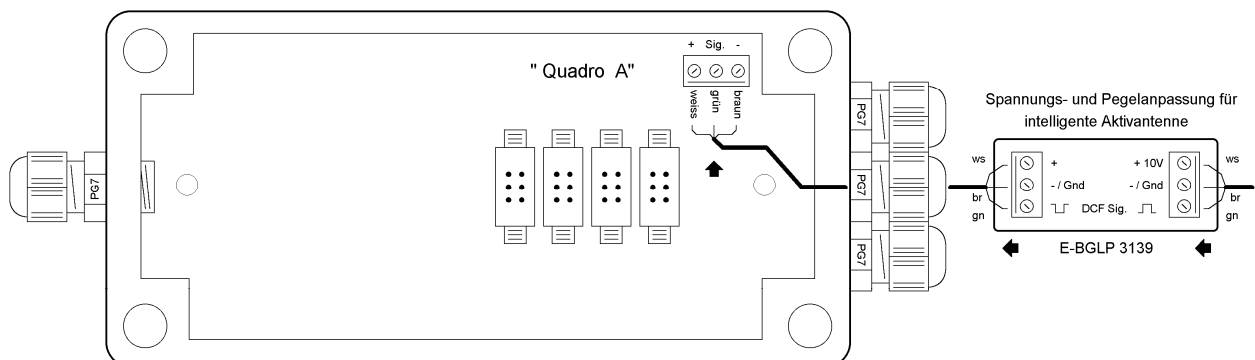 " Quadro A"
+ Sig. -
weiss
grün
braun
PG7
PG7
PG7
PG7
Spannungs- und Pegelanpassung für
intelligente Aktivantenne
ws
br
gn
+
- / Gnd
DCF Sig.
+ 10V
- / Gnd
ws
br
gn
E-BGLP 3139